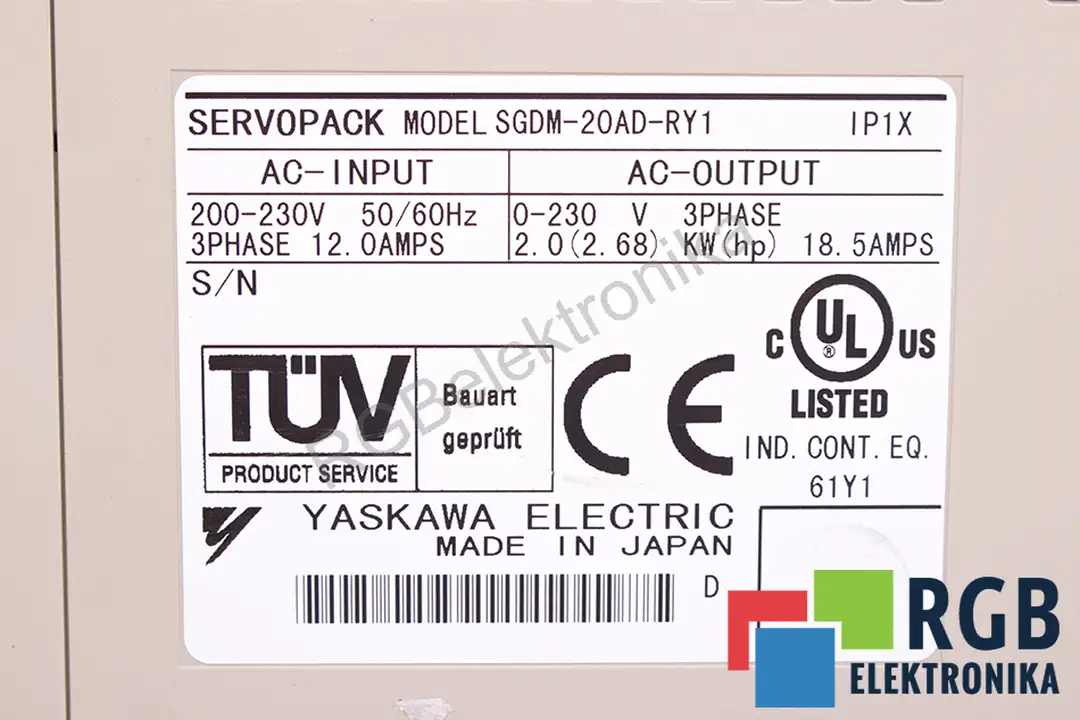 SERVOPACK MODEL SGDM-20AD-RY1 IP1X
AC-INPUT AC-OUTPUT
200-230V 50/60Hz 0-230 V 3PHASE
3PHASE 12.0AMPS 2.0(2.68) KW(hp) 18.5AMPS
S/N
C UL ® US
LISTED
IND. CONT. EQ.
61Y1
TÜV
PRODUCT SERVICE
Bauart
geprüft
CE
YASKAWA ELECTRIC
MADE IN JAPAN
D
RGBelektronika
RGB
ELEKTRONIKA